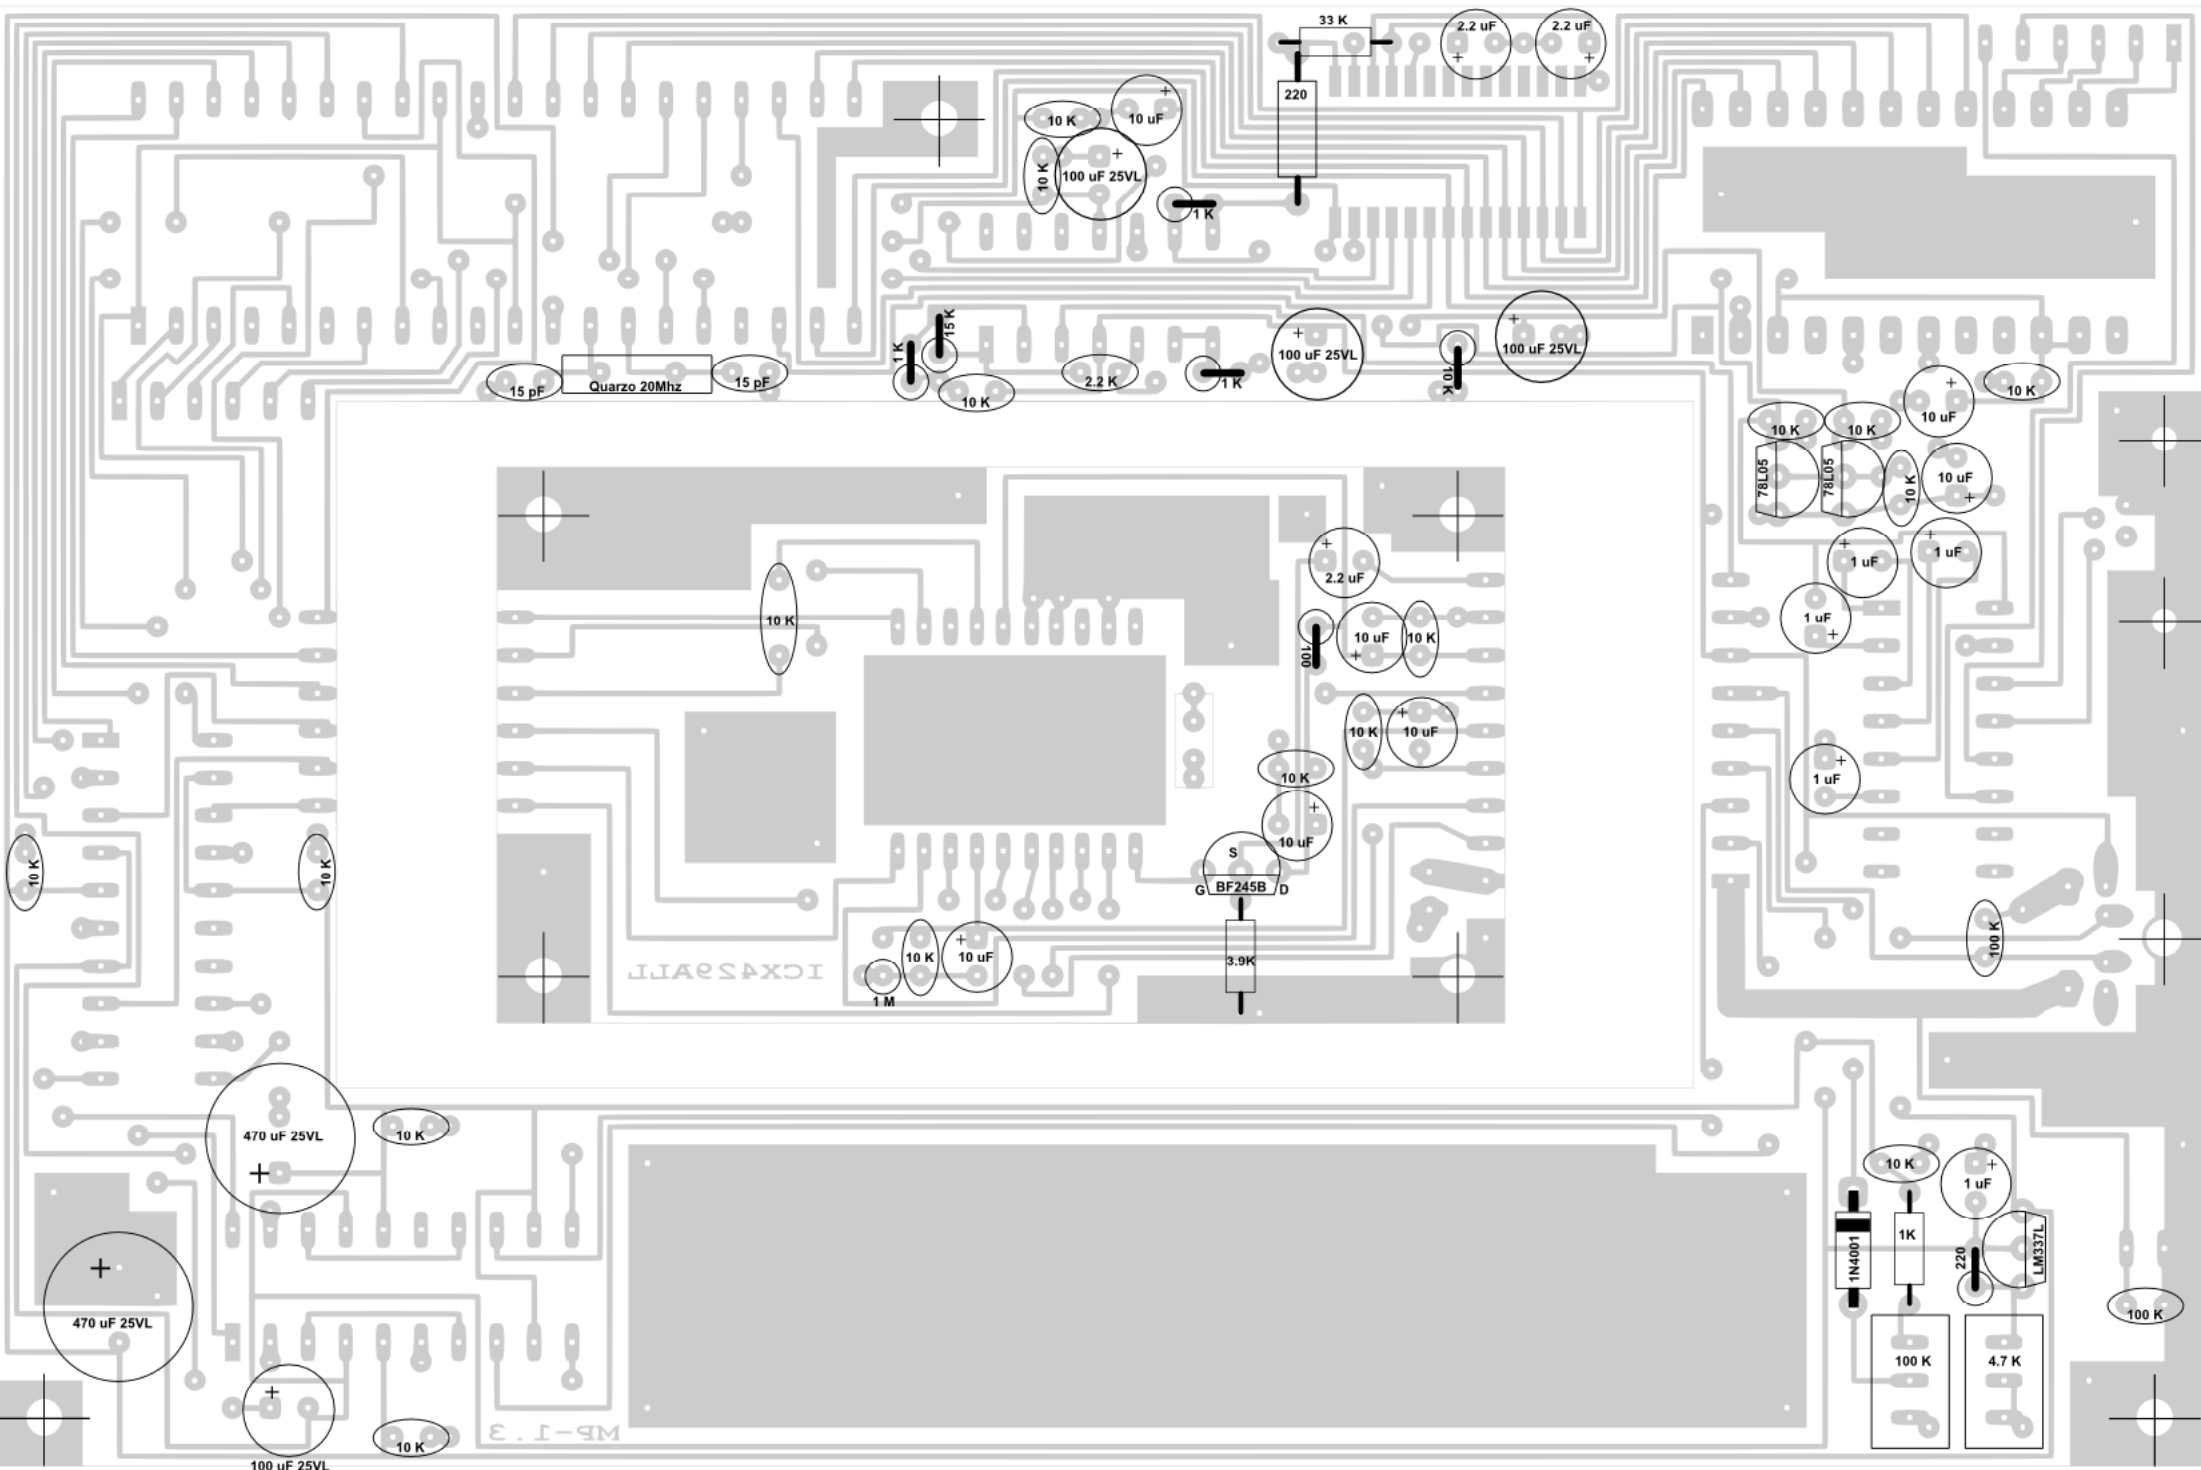 33 K
2.2 uF
2.2 uF
220
10 K
10 uF
10 K
100 uF 25VL
1 K
15 K
1 K
15 pF
Quarzo 20Mhz
15 pF
10 K
2.2 K
1 K
100 uF 25VL
10 K
100 uF 25VL
10 K
10 uF
10 K
10 K
78L05
78L05
10 K
10 uF
1 uF
1 uF
1 uF
1 uF
10 K
2.2 uF
100
10 uF
10 K
10 K
10 uF
10 K
10 uF
S
G
BF245B
D
3.9K
10 K
10 K
ICX429ALL
1 M
10 K
10 uF
100 K
470 uF 25VL
10 K
470 uF 25VL
100 uF 25VL
10 K
MP-1.3
10 K
1 uF
1N4001
1K
220
LM337L
100 K
4.7 K
100 K